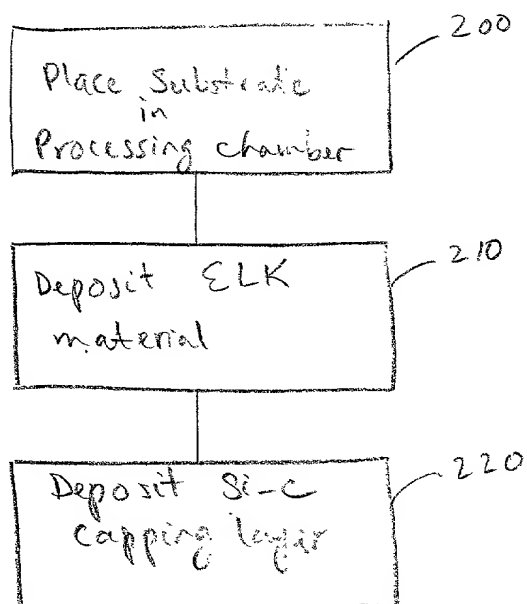 200
Place Substrate
in
Processing chamber
210
Deposit ELK
material
220
Deposit Si-C
capping layer